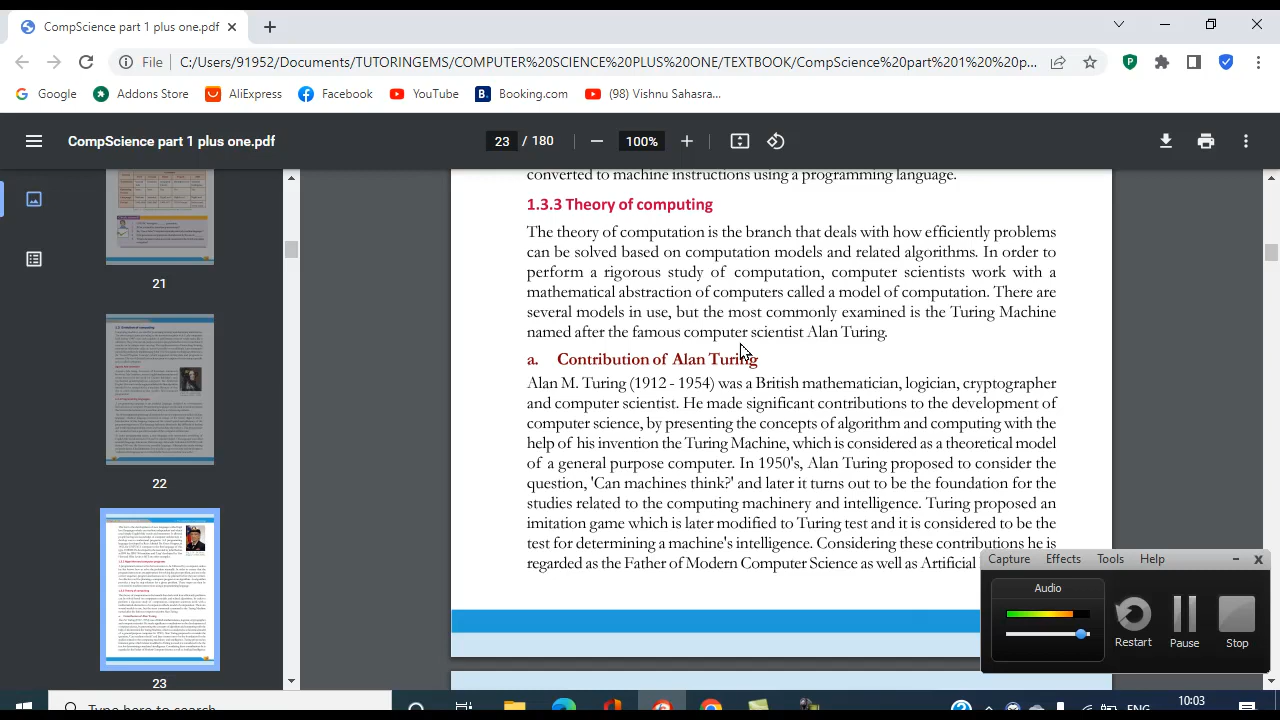 CompScience part 1 plus one.pdf
File
C:/Users/91952/Documents/TUTORINGEMS/COMPUTER%20SCIENCE%20PLUS%20ONE/TEXTBOOK/CompScience%20part%201%20%20p...
Google
Addons Store
AliExpress
Facebook
YouTube
Booking.com
(98) Vishnu Sahasra...
CompScience part 1 plus one.pdf
23 / 180
100%
21
22
23
converted to machine instructions using a programming language.
1.3.3 Theory of computing
The theory of computation is the branch that deals with how efficiently problems
can be solved based on computation models and related algorithms. In order to
perform a rigorous study of computation, computer scientists work with a
mathematical abstraction of computers called a model of computation. There are
several models in use, but the most commonly examined is the Turing Machine
named after the famous computer scientist Alan Turing.
a. Contribution of Alan Turing
Alan M. Turing (1912 - 1954) was a British mathematician, logician, cryptographer
and computer scientist. He made significant contributions to the development of
computer science, by presenting the concepts of algorithm and computing with the
help of his invention the Turing Machine, which is considered as a theoretical model
of a general purpose computer. In 1950's, Alan Turing proposed to consider the
question, 'Can machines think?' and later it turns out to be the foundation for the
studies related to the computing machinery and intelligence. Turing proposed an
imitation game which is later modified to Turing test and it is considered to be the
test for determining a machine's intelligence. Considering these contributions he is
regarded as the Father of Modern Computer Science as well as Artificial
Capture Effects Tools Help
Audio
Restart
Pause
Stop
Type here to search
ENG
10:03